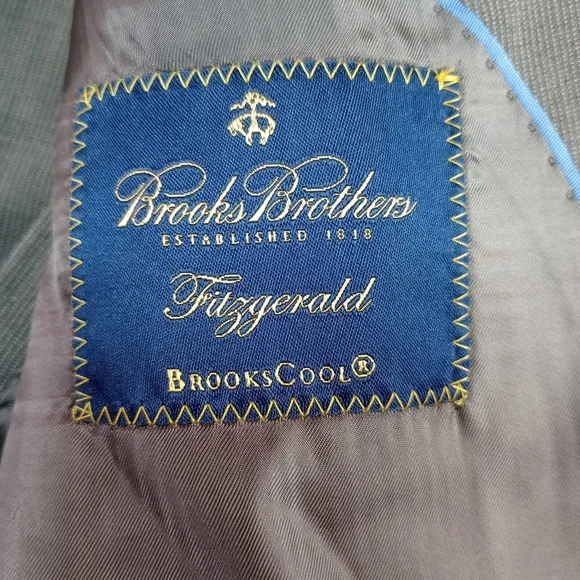 Brooks Brothers
ESTABLISHED 1818
Fitzgerald
BROOKSCOOL®